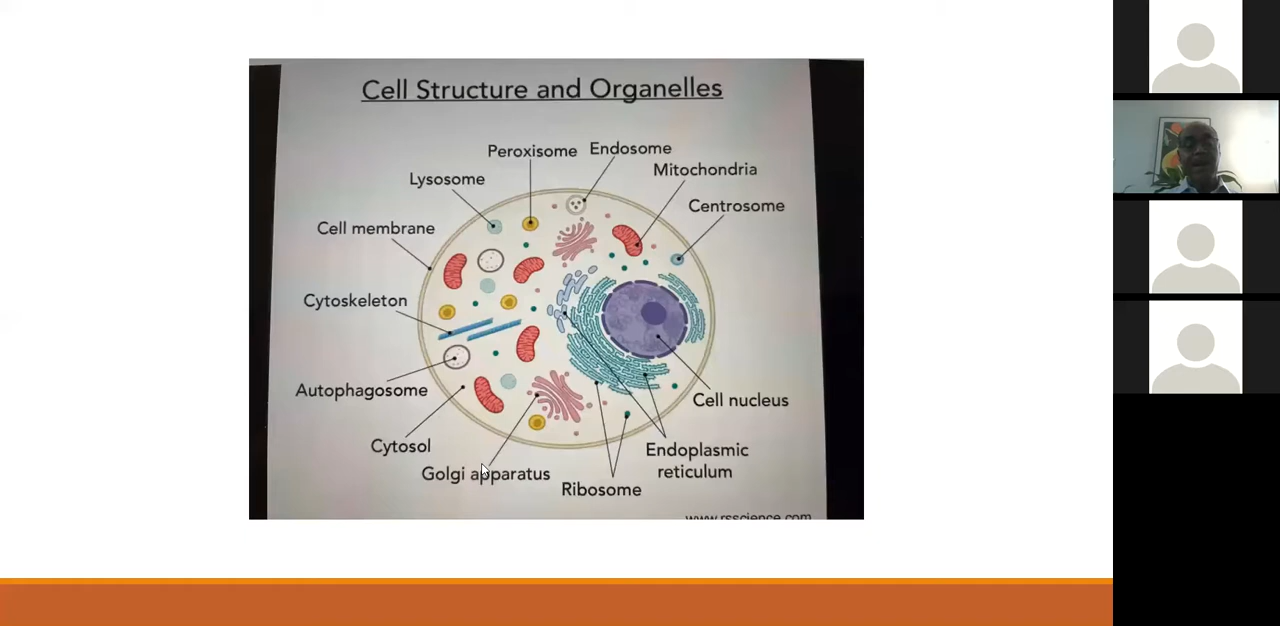 Cell Structure and Organelles
Peroxisome
Endosome
Lysosome
Mitochondria
Centrosome
Cell membrane
Cytoskeleton
Autophagosome
Cell nucleus
Cytosol
Golgi apparatus
Endoplasmic
reticulum
Ribosome
www.rsscience.com